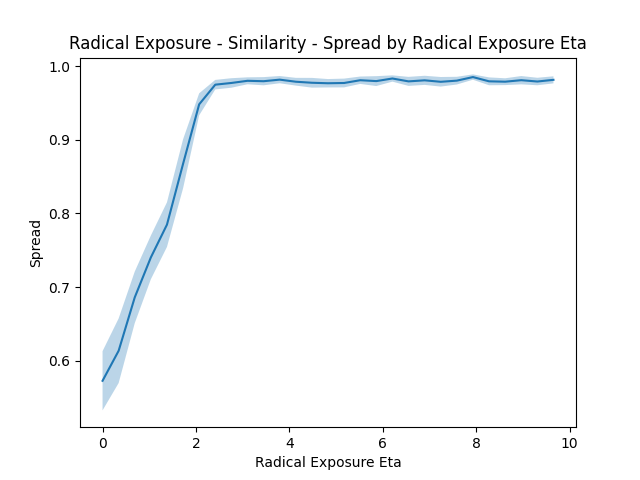 Radical Exposure - Similarity - Spread by Radical Exposure Eta
1.0
0.9
0.8
0.7
0.6
Spread
0 2 4 6 8 10
Radical Exposure Eta